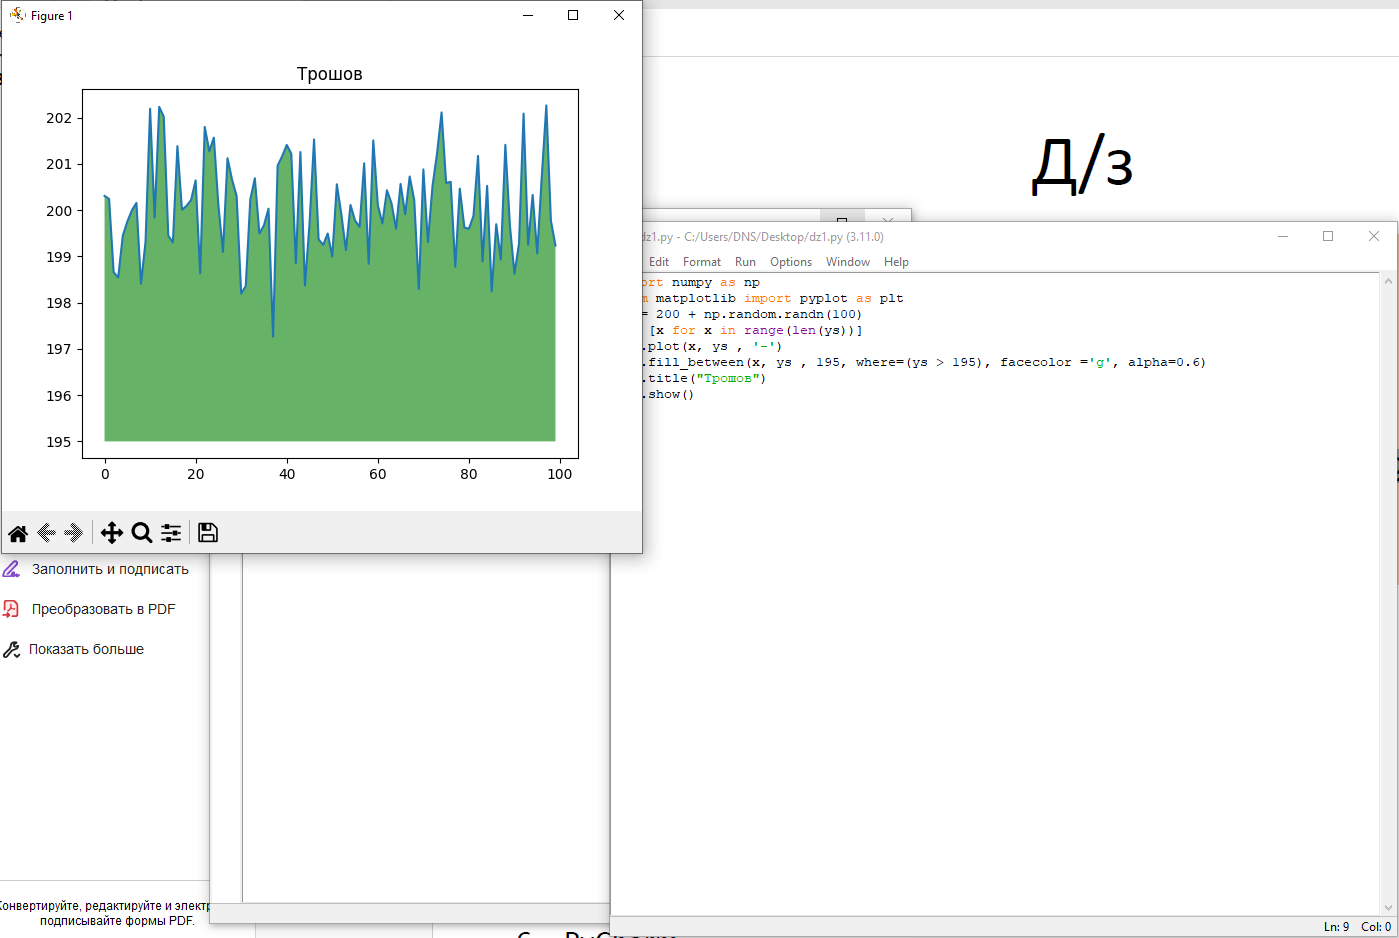 Figure 1
Трошов
202
201
200
199
198
197
196
195
0 20 40 60 80 100
Д/з
dz1.py - C:/Users/DNS/Desktop/dz1.py (3.11.0)
Edit Format Run Options Window Help
ort numpy as np
m matplotlib import pyplot as plt
= 200 + np.random.randn(100)
[x for x in range(len(ys))]
.plot(x, ys , '-')
.fill_between(x, ys , 195, where=(ys > 195), facecolor ='g', alpha=0.6)
.title("Трошов")
.show()
Заполнить и подписать
Преобразовать в PDF
Показать больше
Конвертируйте, редактируйте и электр
подписывайте формы PDF.
Ln: 9 Col: 0